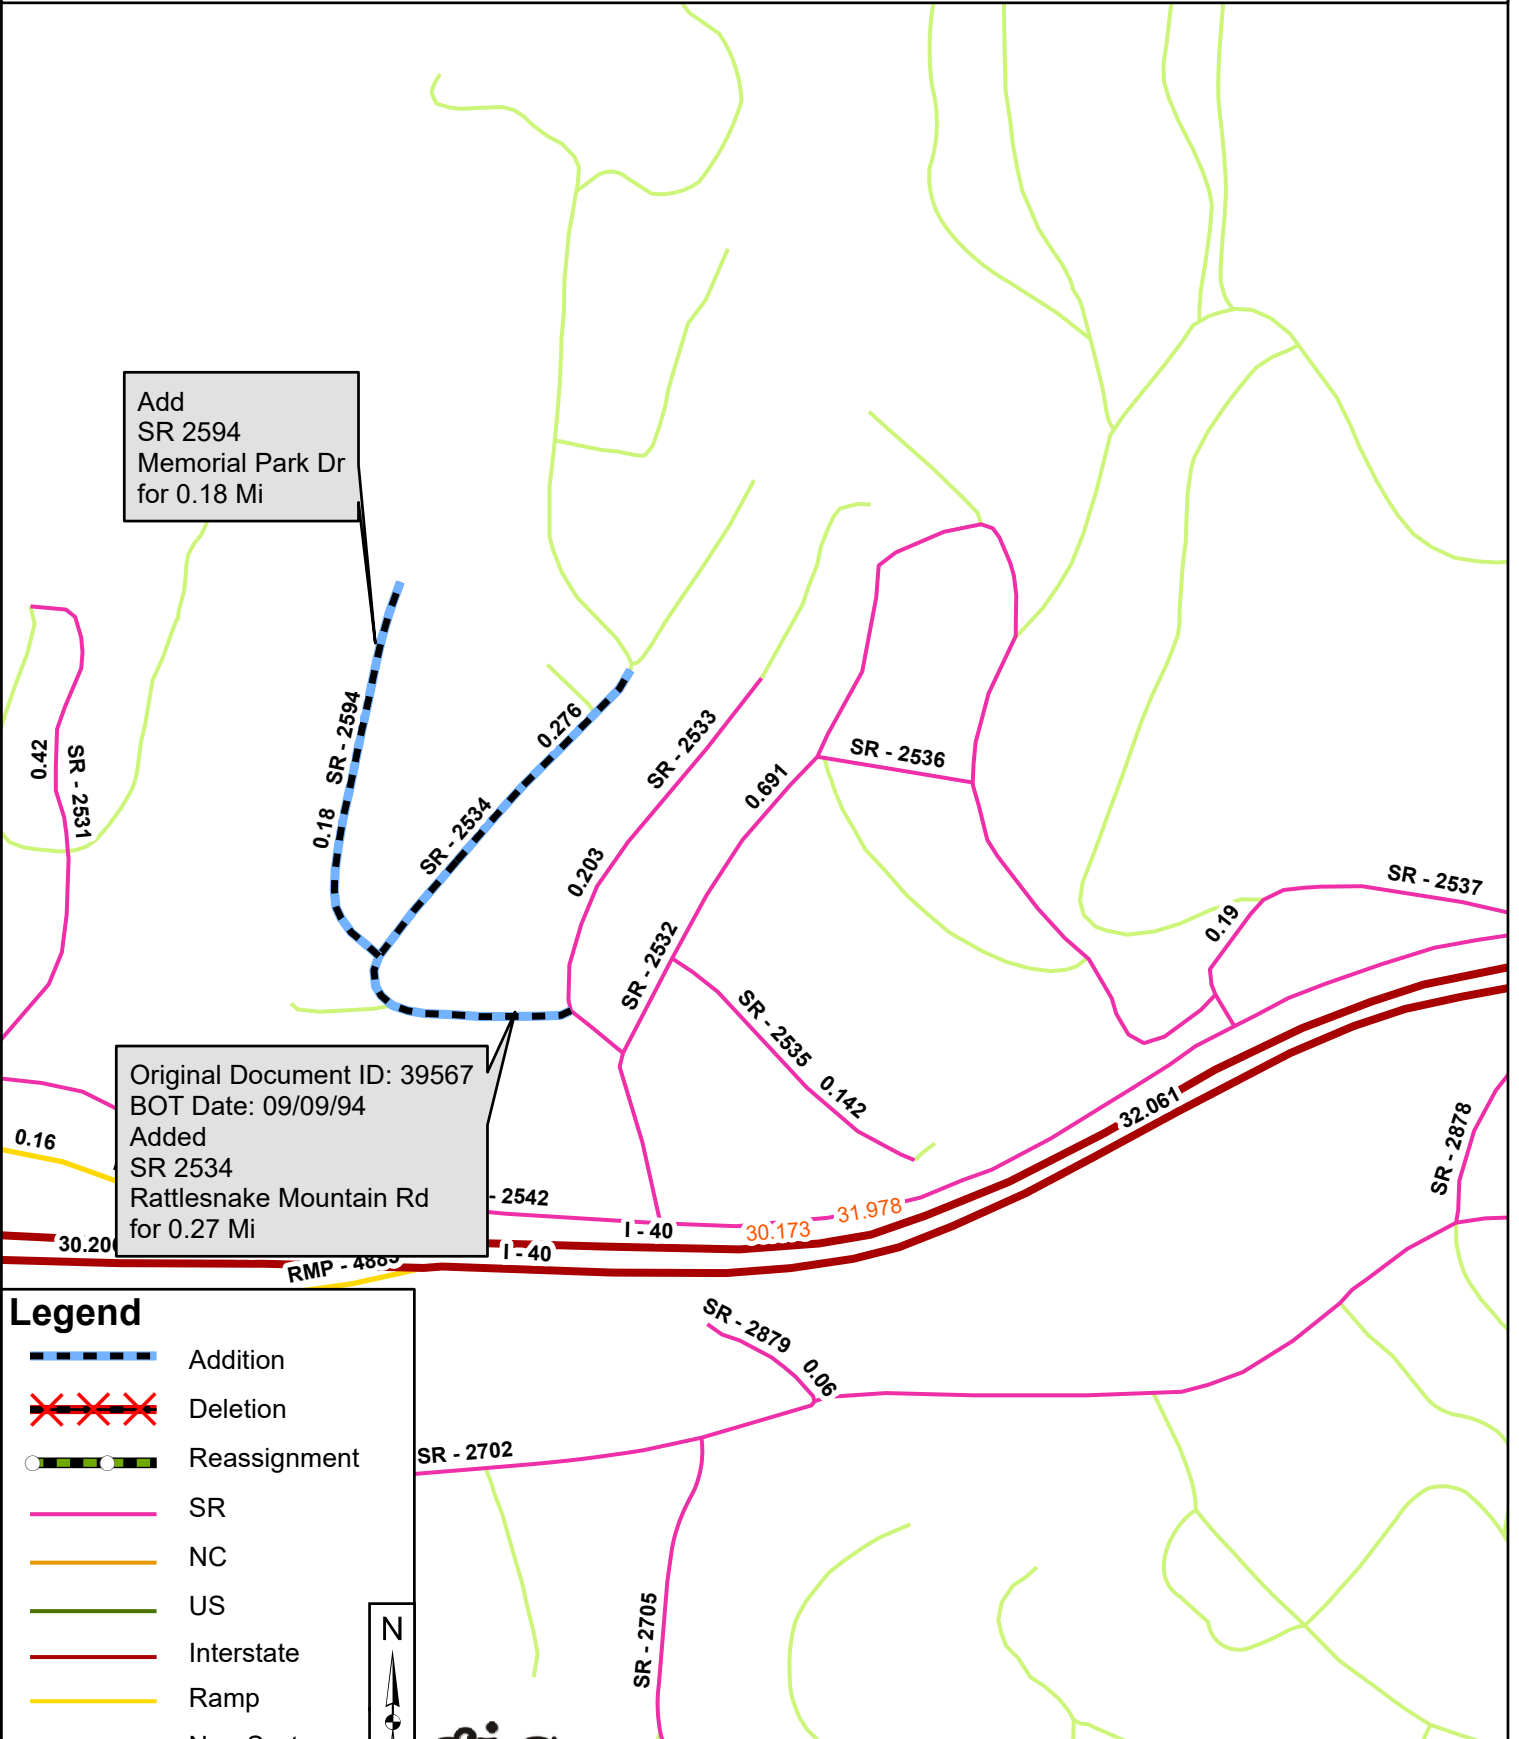 Add
SR 2594
Memorial Park Dr
for 0.18 Mi
0.42
SR - 2531
SR - 2594
0.18
0.276
SR - 2534
SR - 2533
0.203
0.691
SR - 2536
SR - 2532
SR - 2535
0.142
SR - 2537
0.19
Original Document ID: 39567
BOT Date: 09/09/94
Added
SR 2534
Rattlesnake Mountain Rd
for 0.27 Mi
0.16
- 2542
I - 40
30.173
31.978
32.061
SR - 2878
I - 40
RMP - 4885
SR - 2879
0.06
SR - 2702
SR - 2705
Legend
Addition
Deletion
Reassignment
SR
NC
US
Interstate
Ramp
N